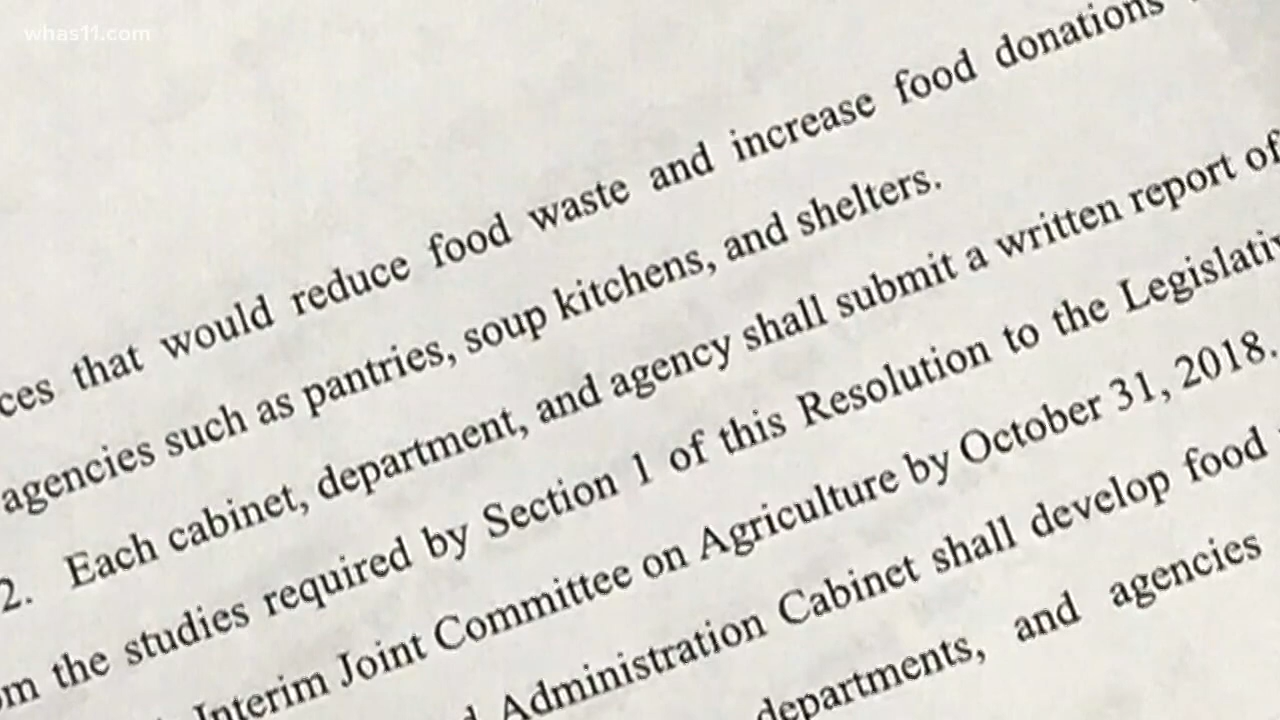 whas11.com
ces that would reduce food waste and increase food donations
agencies such as pantries, soup kitchens, and shelters.
2. Each cabinet, department, and agency shall submit a written report of
om the studies required by Section 1 of this Resolution to the Legislativ
Interim Joint Committee on Agriculture by October 31, 2018.
d Administration Cabinet shall develop food
departments, and agencies